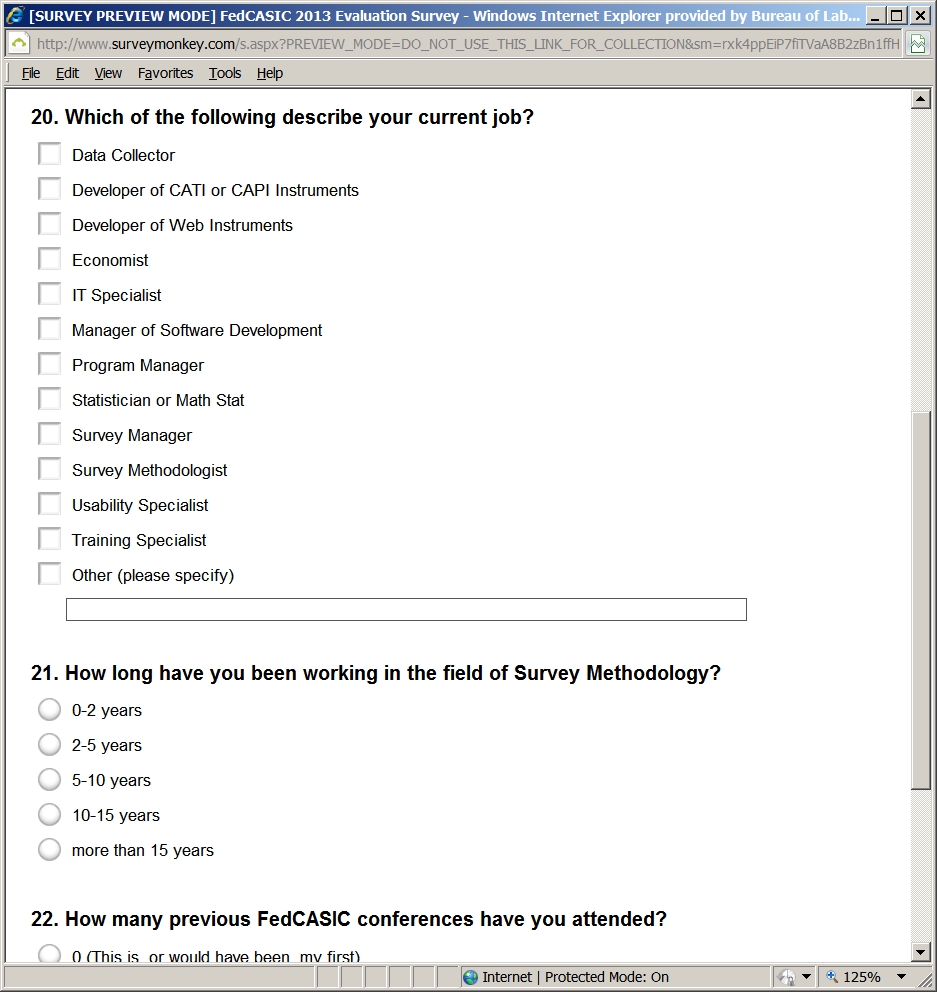 [SURVEY PREVIEW MODE] FedCASIC 2013 Evaluation Survey - Windows Internet Explorer provided by Bureau of Lab...
http://www.surveymonkey.com/s.aspx?PREVIEW_MODE=DO_NOT_USE_THIS_LINK_FOR_COLLECTION&sm=rxk4ppEiP7fiTVaA8B2zBn1ffH
File Edit View Favorites Tools Help
20. Which of the following describe your current job?
Data Collector
Developer of CATI or CAPI Instruments
Developer of Web Instruments
Economist
IT Specialist
Manager of Software Development
Program Manager
Statistician or Math Stat
Survey Manager
Survey Methodologist
Usability Specialist
Training Specialist
Other (please specify)
21. How long have you been working in the field of Survey Methodology?
0-2 years
2-5 years
5-10 years
10-15 years
more than 15 years
22. How many previous FedCASIC conferences have you attended?
0 (This is, or would have been, my first)
Internet | Protected Mode: On
125%